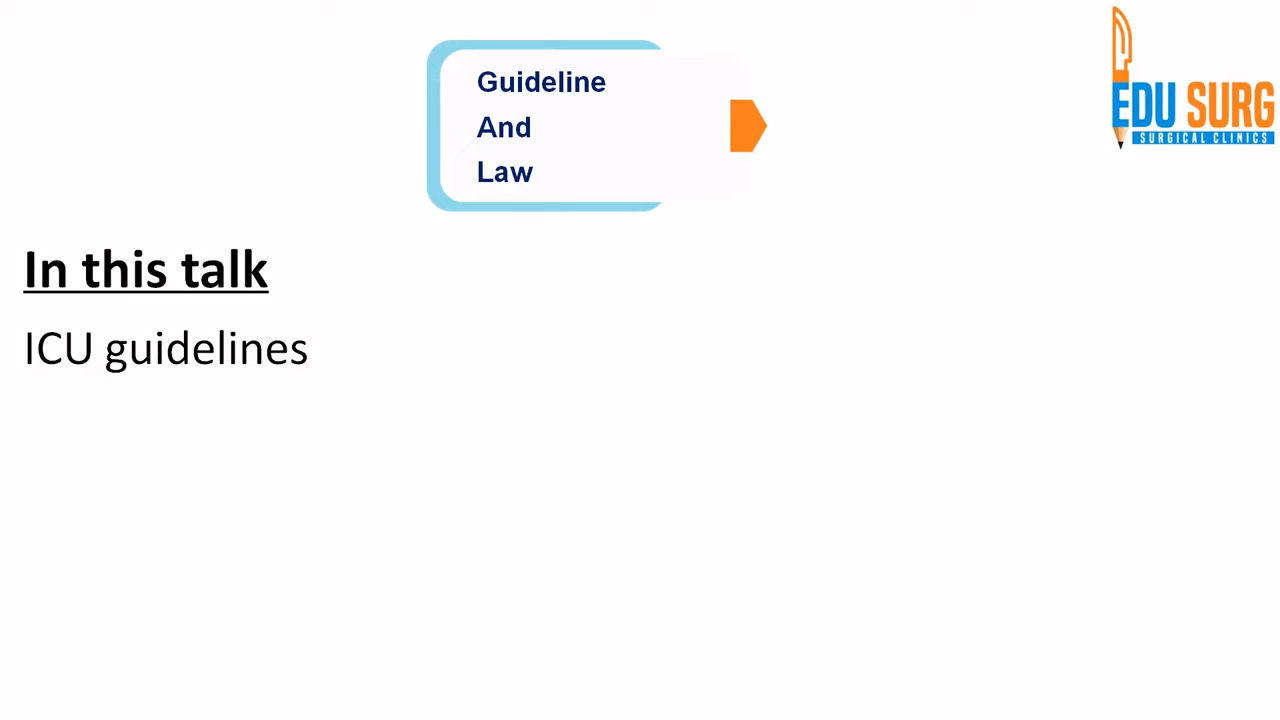 Guideline
And
Law
EDU SURG
SURGICAL CLINICS
In this talk
ICU guidelines